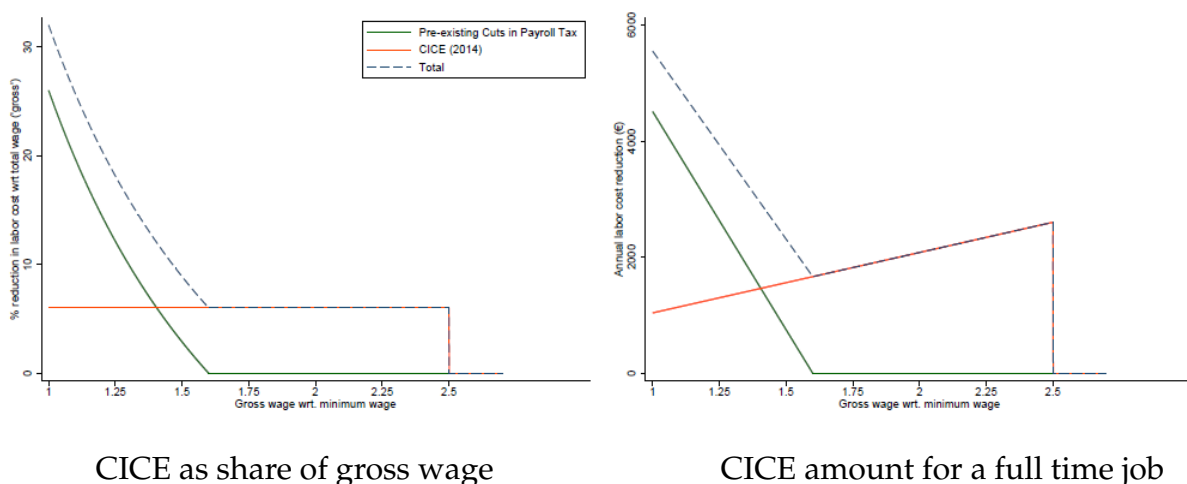 % reduction in labor cost wrt total wage ('gross')
30
20
10
0
Pre-existing Cuts in Payroll Tax
CICE (2014)
Total
1 1.25 1.5 1.75 2 2.25 2.5
Gross wage wrt. minimum wage
CICE as share of gross wage
Annual labor cost reduction (€)
6000
4000
2000
0
1 1.25 1.5 1.75 2 2.25 2.5
Gross wage wrt. minimum wage
CICE amount for a full time job